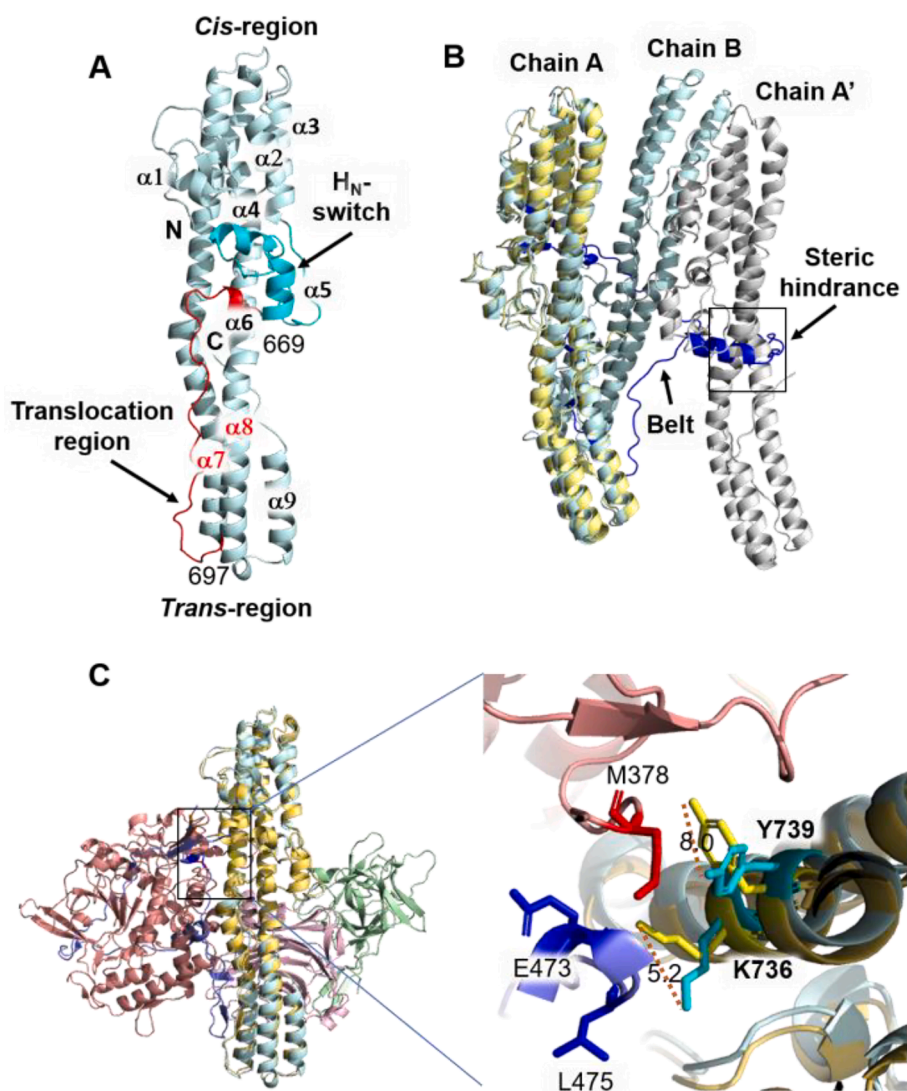 Cis-region
A
α3
α2
α1
H_N-
switch
α4
N
α5
α6
C
669
Translocation
region
α8
α7
α9
697
Trans-region
B
Chain A
Chain B
Chain A’
Steric
hindrance
Belt
C
M378
8.0
Y739
E473
5.2
K736
L475